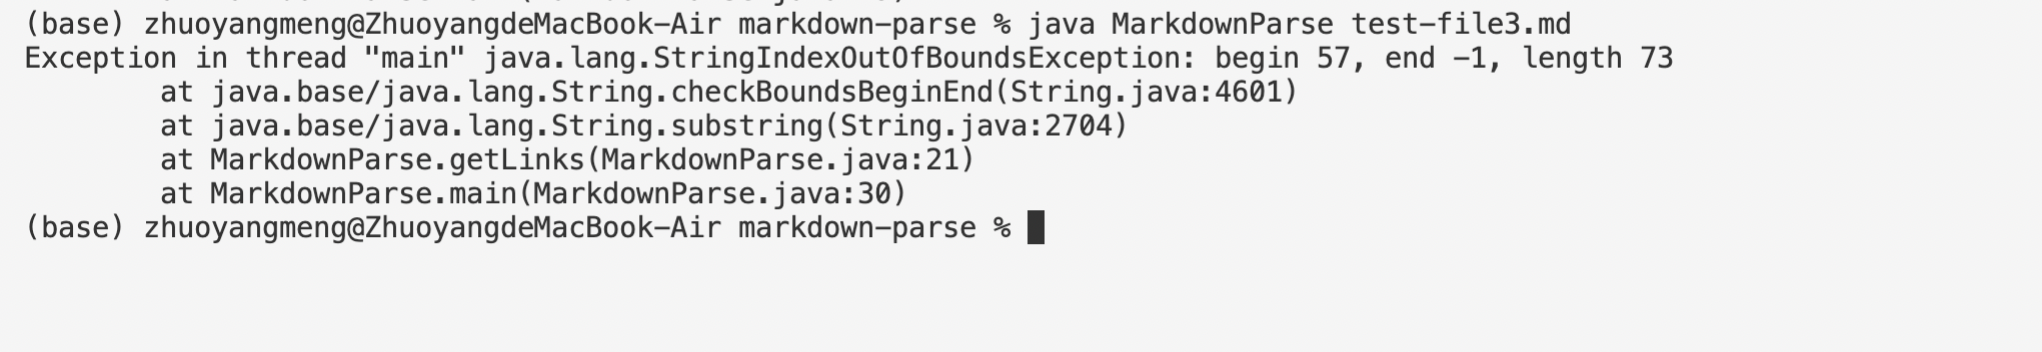 (base) zhuoyangmeng@ZhuoyangdeMacBook-Air markdown-parse % java MarkdownParse test-file3.md
Exception in thread "main" java.lang.StringIndexOutOfBoundsException: begin 57, end -1, length 73
        at java.base/java.lang.String.checkBoundsBeginEnd(String.java:4601)
        at java.base/java.lang.String.substring(String.java:2704)
        at MarkdownParse.getLinks(MarkdownParse.java:21)
        at MarkdownParse.main(MarkdownParse.java:30)
(base) zhuoyangmeng@ZhuoyangdeMacBook-Air markdown-parse %